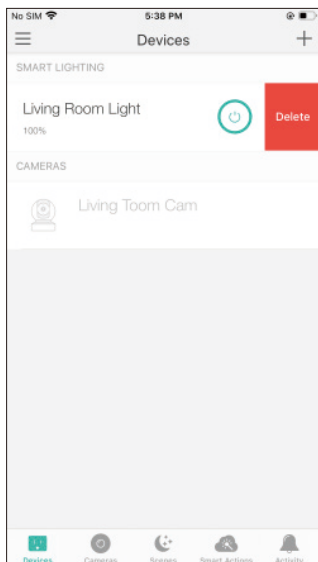 No SIM 5:38 PM
Devices
SMART LIGHTING
Living Room Light
100%
Delete
CAMERAS
Living Toom Cam
Devices Cameras Scenes Smart Actions Activity